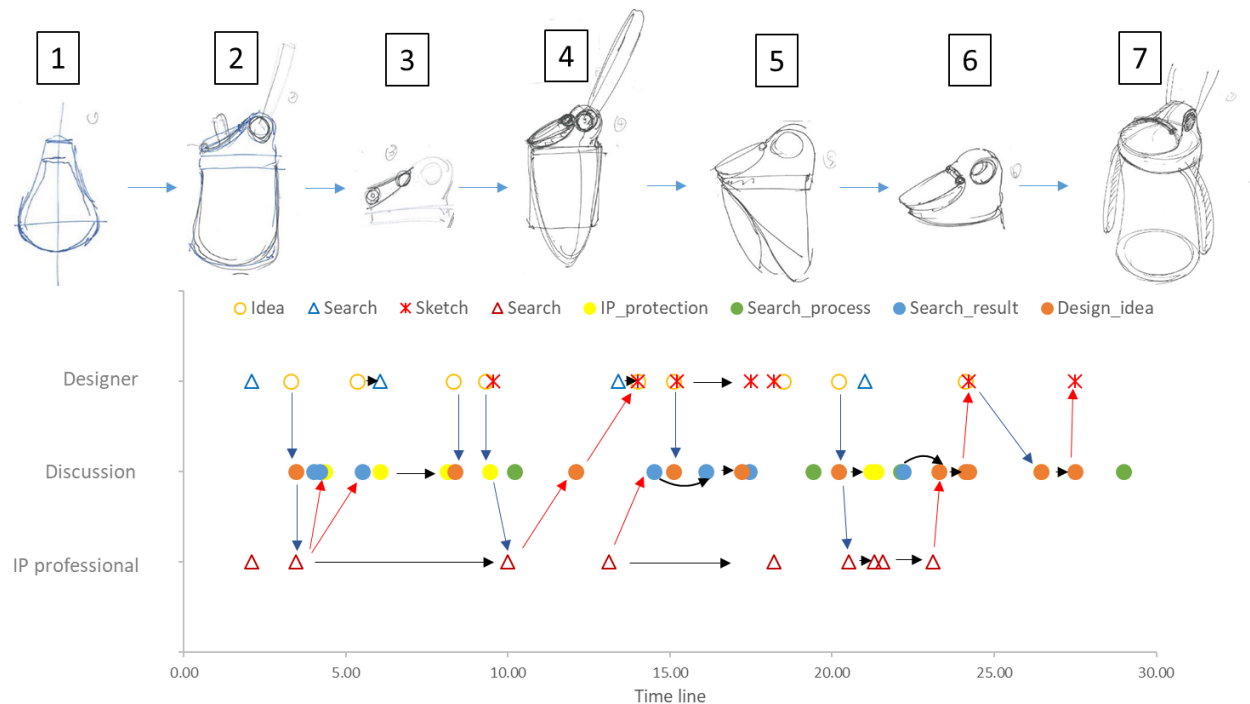 1 2 3 4 5 6 7
Idea Search Sketch Search IP_protection Search_process Search_result Design_idea
Designer
Discussion
IP professional
0.00 5.00 10.00 15.00 20.00 25.00 30.00
Time line